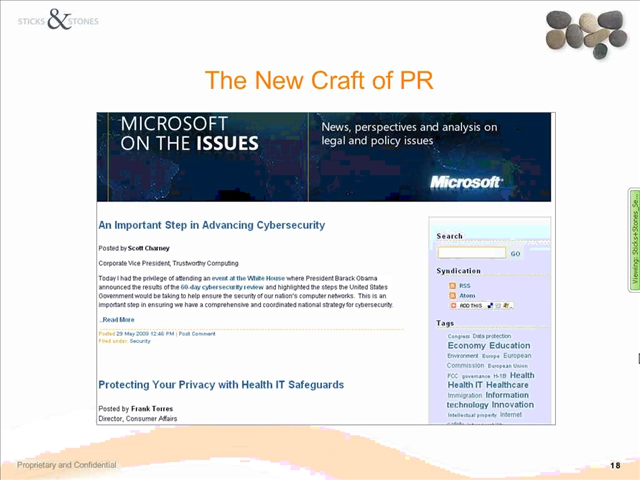 STICKS & STONES
The New Craft of PR
MICROSOFT
ON THE ISSUES
News, perspectives and analysis on
legal and policy issues
Microsoft
An Important Step in Advancing Cybersecurity
Posted by Scott Charney
Corporate Vice President, Trustworthy Computing
Today I had the privilege of attending an event at the White House where President Barack Obama
announced the results of the 60-day cybersecurity review and highlighted the steps the United States
Government would be taking to help ensure the security of our nation's computer networks. This is an
important step in ensuring we have a comprehensive and coordinated national strategy for cybersecurity.
...Read More
Posted 29 May 2009 12:46 PM | Post Comment
Filed under: Security
Protecting Your Privacy with Health IT Safeguards
Posted by Frank Torres
Director, Consumer Affairs
Search
GO
Syndication
RSS
Atom
ADD THIS
Tags
Congress Data protection
Economy Education
Environment Europe European
Commission European Union
FCC governance H-1B Health
Health IT Healthcare
Immigration Information
technology Innovation
Intellectual property Internet
Viewing: Sticks+Stones_Se...
Proprietary and Confidential
18